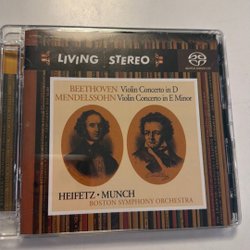 LIVING STEREO
BEETHOVEN Violin Concerto in D
MENDELSSOHN Violin Concerto in E Minor
HEIFETZ • MUNCH
BOSTON SYMPHONY ORCHESTRA